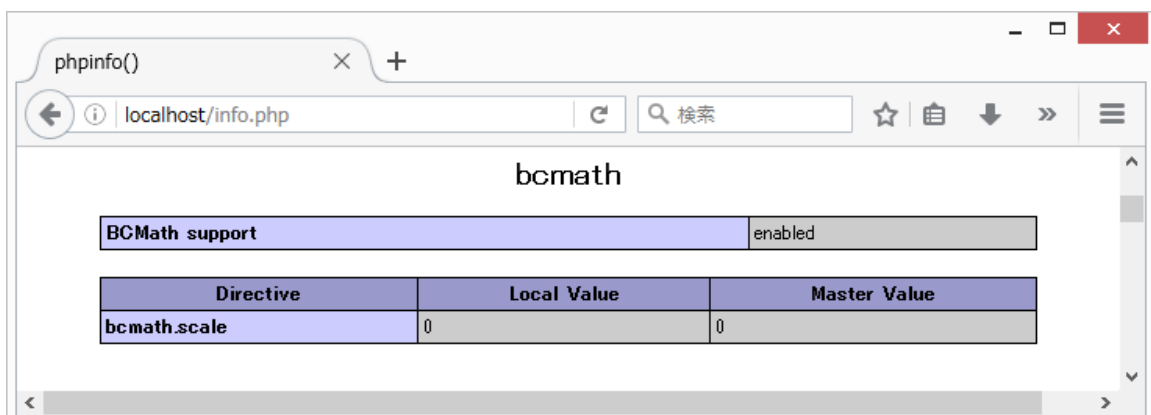 phpinfo()
localhost/info.php
検索
bcmath
BCMath support enabled
Directive Local Value Master Value
bcmath.scale 0 0